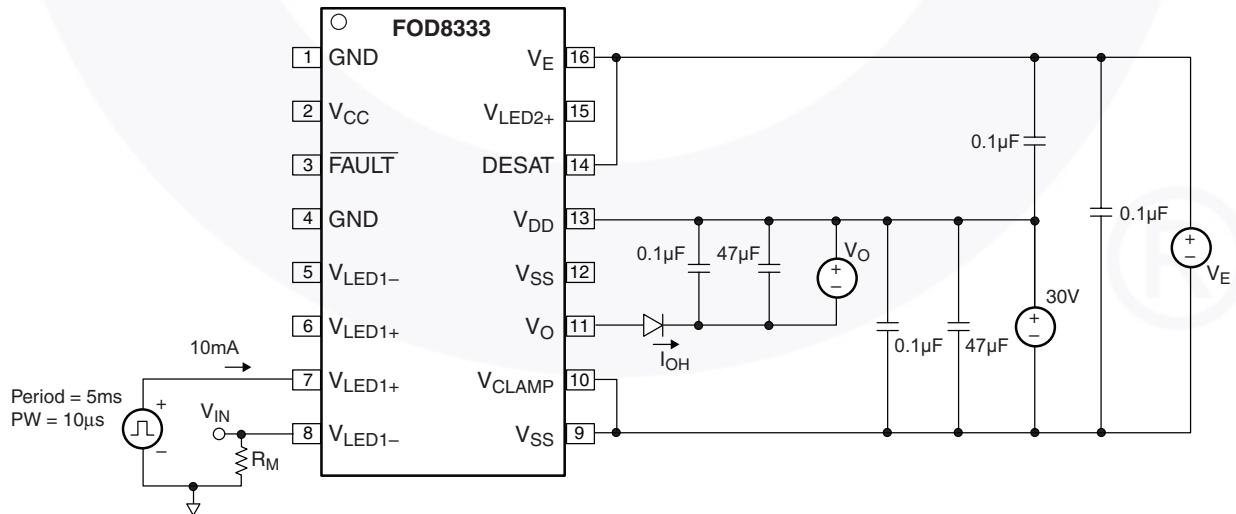 FOD8333
1 GND
2 VCC
3 FAULT
4 GND
5 VLED1–
6 VLED1+
7 VLED1+
8 VLED1–
VE 16
VLED2+ 15
DESAT 14
VDD 13
VSS 12
VO 11
VCLAMP 10
VSS 9
10mA
Period = 5ms
PW = 10μs
+
–
VIN
RM
IOH
0.1μF
47μF
+
–
VO
0.1μF
47μF
30V
+
–
0.1μF
0.1μF
+
–
VE
®